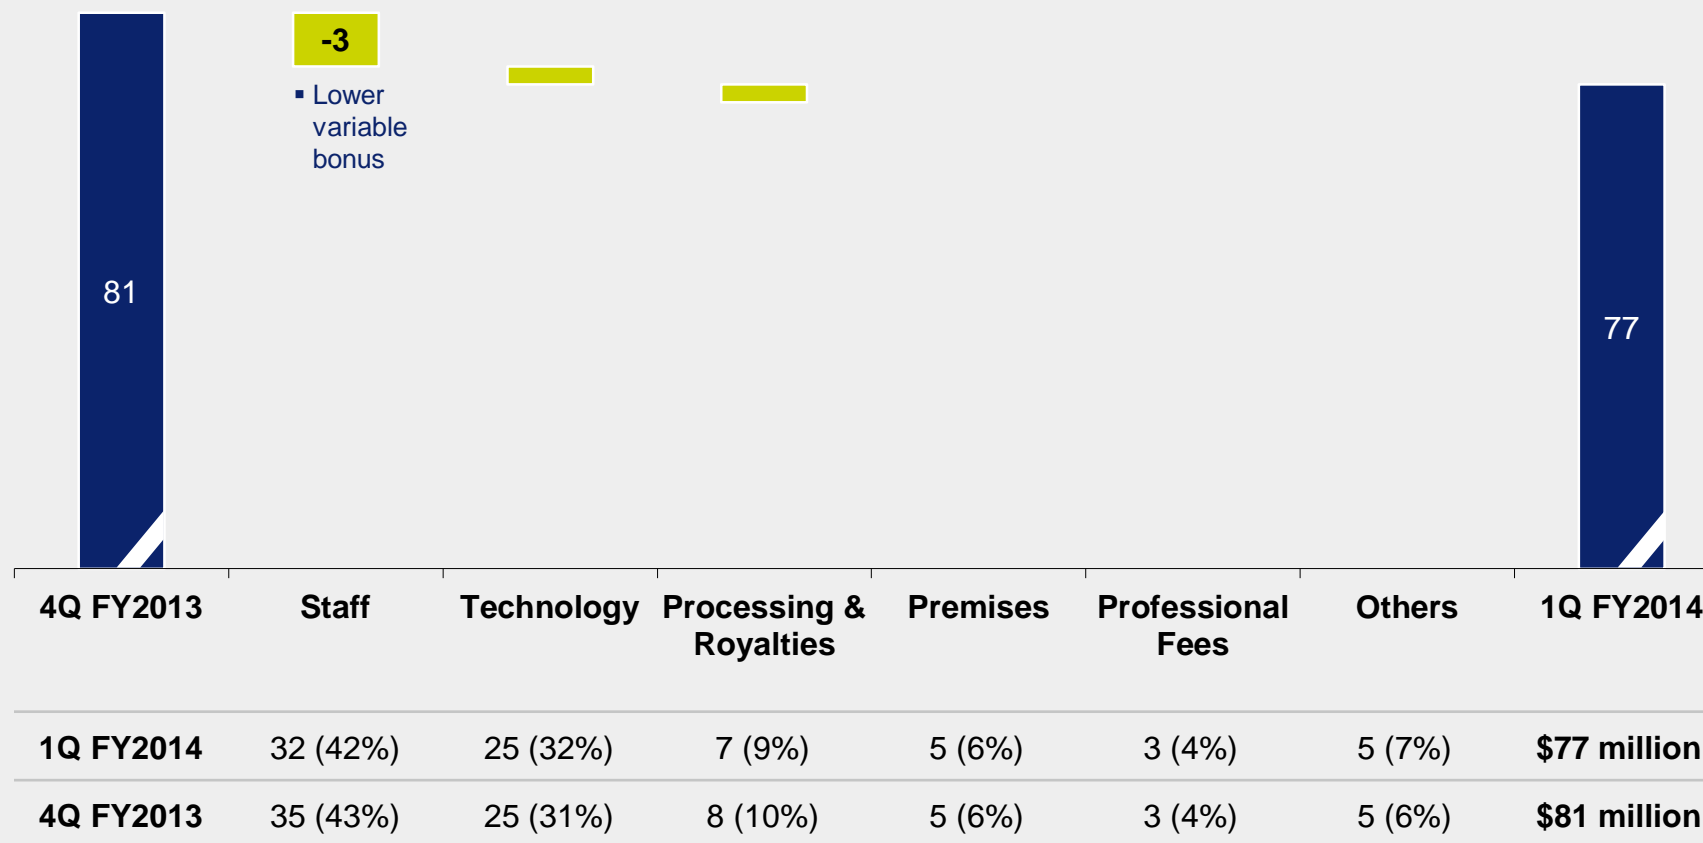 -3
▪ Lower
variable
bonus
81
77
4Q FY2013 Staff Technology Processing & Premises Professional Others 1Q FY2014
Royalties Fees
1Q FY2014 32 (42%) 25 (32%) 7 (9%) 5 (6%) 3 (4%) 5 (7%) $77 million
4Q FY2013 35 (43%) 25 (31%) 8 (10%) 5 (6%) 3 (4%) 5 (6%) $81 million